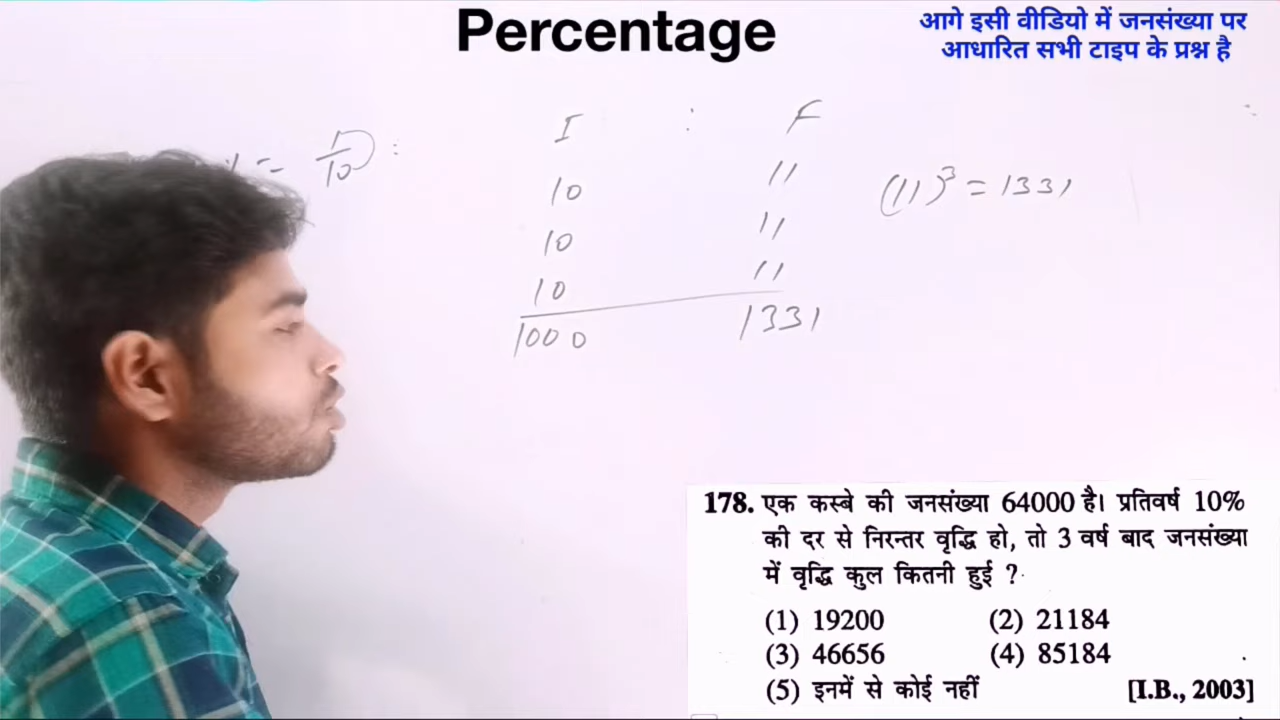 Percentage
आगे इसी वीडियो में जनसंख्या पर
आधारित सभी टाइप के प्रश्न है
= 1/10 :
I : F
10 11
10 11
10 11
1000 1331
(11)³ = 1331
178. एक कस्बे की जनसंख्या 64000 है। प्रतिवर्ष 10%
की दर से निरन्तर वृद्धि हो, तो 3 वर्ष बाद जनसंख्या
में वृद्धि कुल कितनी हुई ?
(1) 19200 (2) 21184
(3) 46656 (4) 85184
(5) इनमें से कोई नहीं [I.B., 2003]